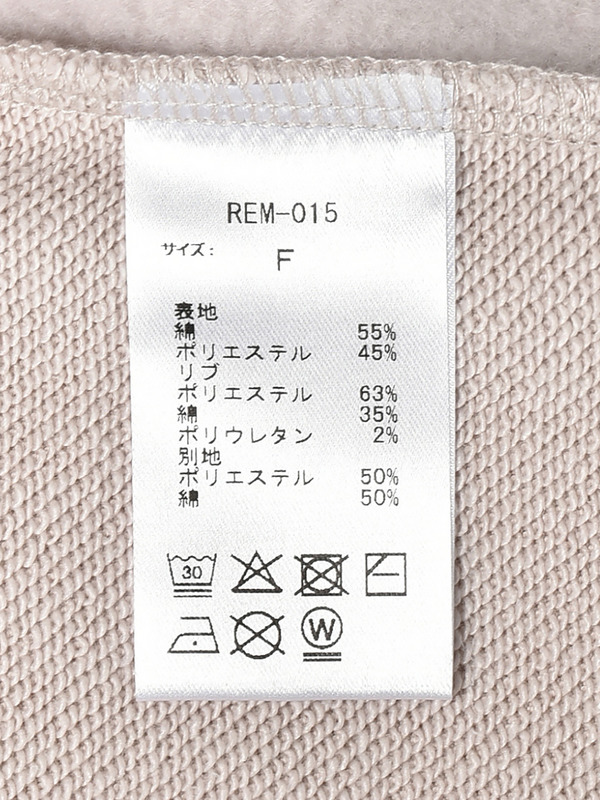 REM-015
サイズ: F
表地
綿 55%
ポリエステル 45%
リブ
ポリエステル 63%
綿 35%
ポリウレタン 2%
別地
ポリエステル 50%
綿 50%
30
W